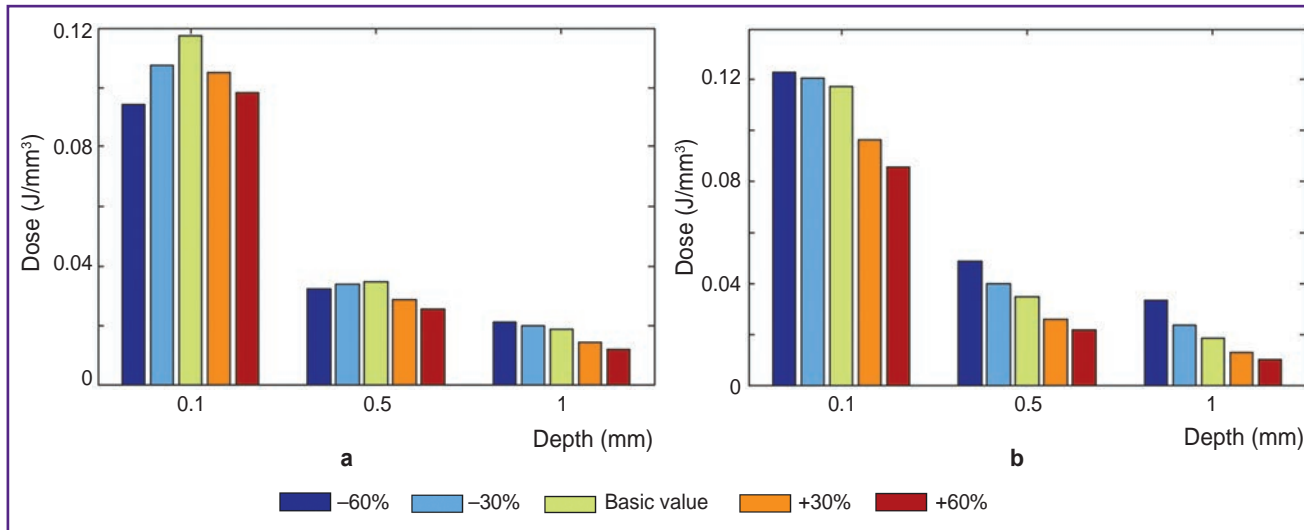 0.12
0.08
0.04
0
Dose (J/mm³)
0.1 0.5 1
Depth (mm)
a
0.12
0.08
0.04
0
Dose (J/mm³)
0.1 0.5 1
Depth (mm)
b
–60% –30% Basic value +30% +60%